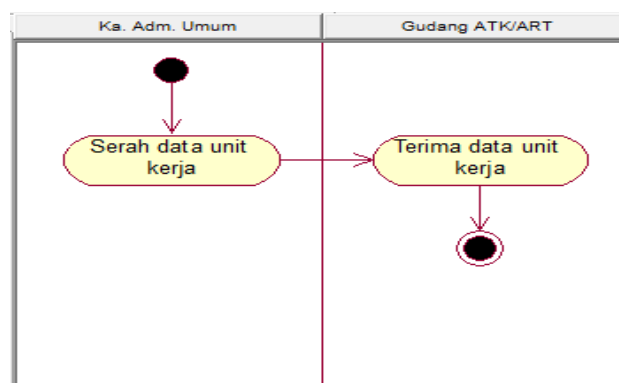 Ka. Adm. Umum
Gudang ATK/ART
Serah data unit
kerja
Terima data unit
kerja